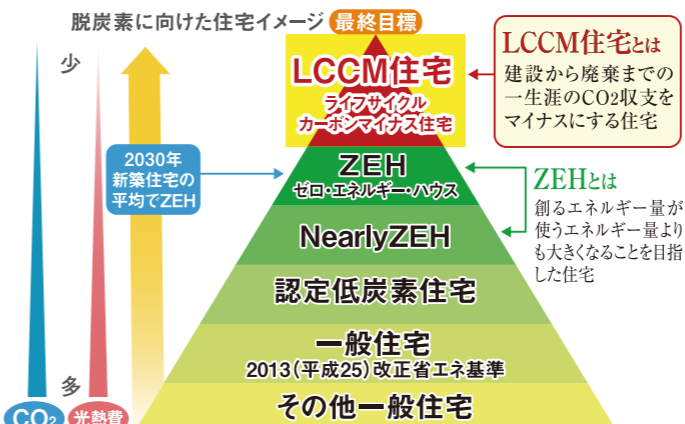 脱炭素に向けた住宅イメージ 最終目標
少
多
CO2
光熱費
2030年
新築住宅の
平均でZEH
LCCM住宅
ライフサイクル
カーボンマイナス住宅
ZEH
ゼロ・エネルギー・ハウス
NearlyZEH
認定低炭素住宅
一般住宅
2013(平成25)改正省エネ基準
その他一般住宅
LCCM住宅とは
建設から廃棄までの
一生涯のCO2収支を
マイナスにする住宅
ZEHとは
創るエネルギー量が
使うエネルギー量より
も大きくなることを目指
した住宅